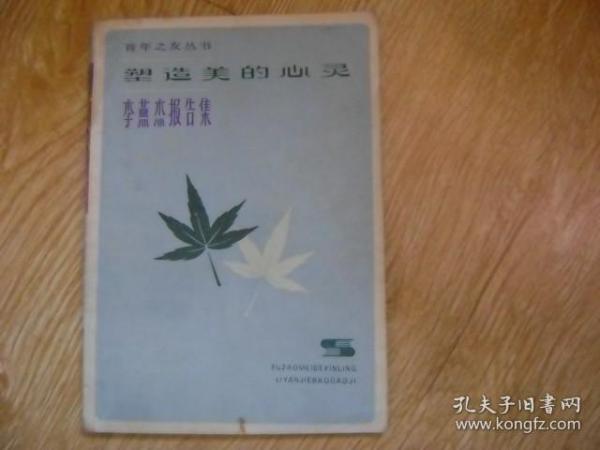 青年之友丛书
塑造美的心灵
李燕杰报告集
SUZAOMEIDEXINLING
LIYANJIEBAOGAOJI
孔夫子旧書网
www.kongfz.com